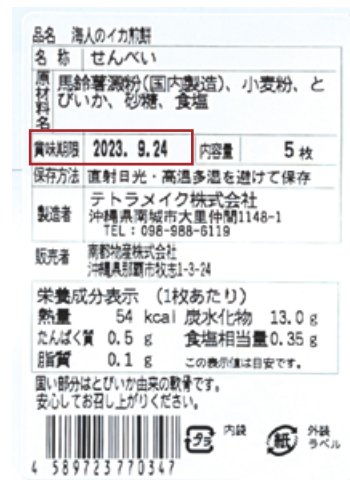 品名 海人のイカ煎餅
名称 せんべい
原材料名 馬鈴薯澱粉(国内製造)、小麦粉、と
びいか、砂糖、食塩
賞味期限 2023. 9.24 内容量 5 枚
保存方法 直射日光・高温多湿を避けて保存
製造者 テトラメイク株式会社
沖縄県南城市大里仲間1148-1
TEL:098-988-6119
販売者 南都物産株式会社
沖縄県那覇市牧志1-3-24
栄養成分表示 (1枚あたり)
熱量 54 kcal 炭水化物 13.0 g
たんぱく質 0.5 g 食塩相当量 0.35 g
脂質 0.1 g この表示値は目安です。
固い部分はとびいか由来の軟骨です。
安心してお召し上がりください。
プラ 内袋 紙 外装
ラベル
4 589723 770347